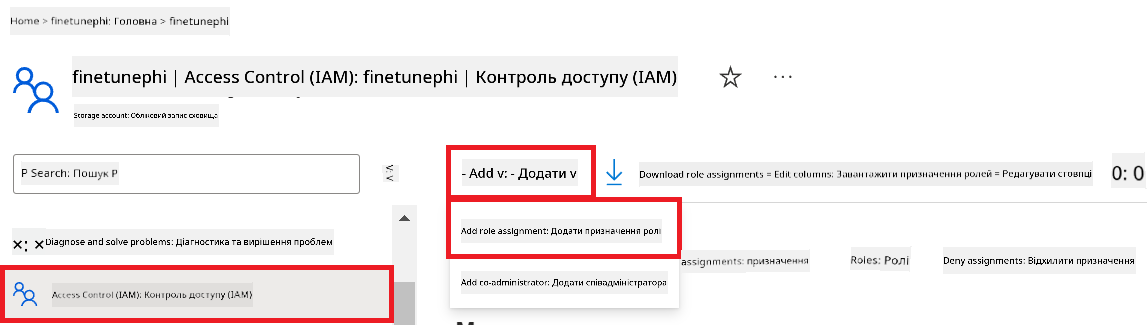 Home > finetunephi: Головна > finetunephi
finetunephi | Access Control (IAM): finetunephi | Контроль доступу (IAM)
Storage account: Обліковий запис сховища
P Search: Пошук P
- Add v: - Додати v
Download role assignments = Edit columns: Завантажити призначення ролей = Редагувати стовпці
0: 0
Add role assignment: Додати призначення ролі
×: × Diagnose and solve problems: Діагностика та вирішення проблем
assignments: призначення
Roies: Ролі
Deny assignments: Відхилити призначення
Add co-administrator: Додати співадміністратора
Access Control (IAM): Контроль доступу (IAM)